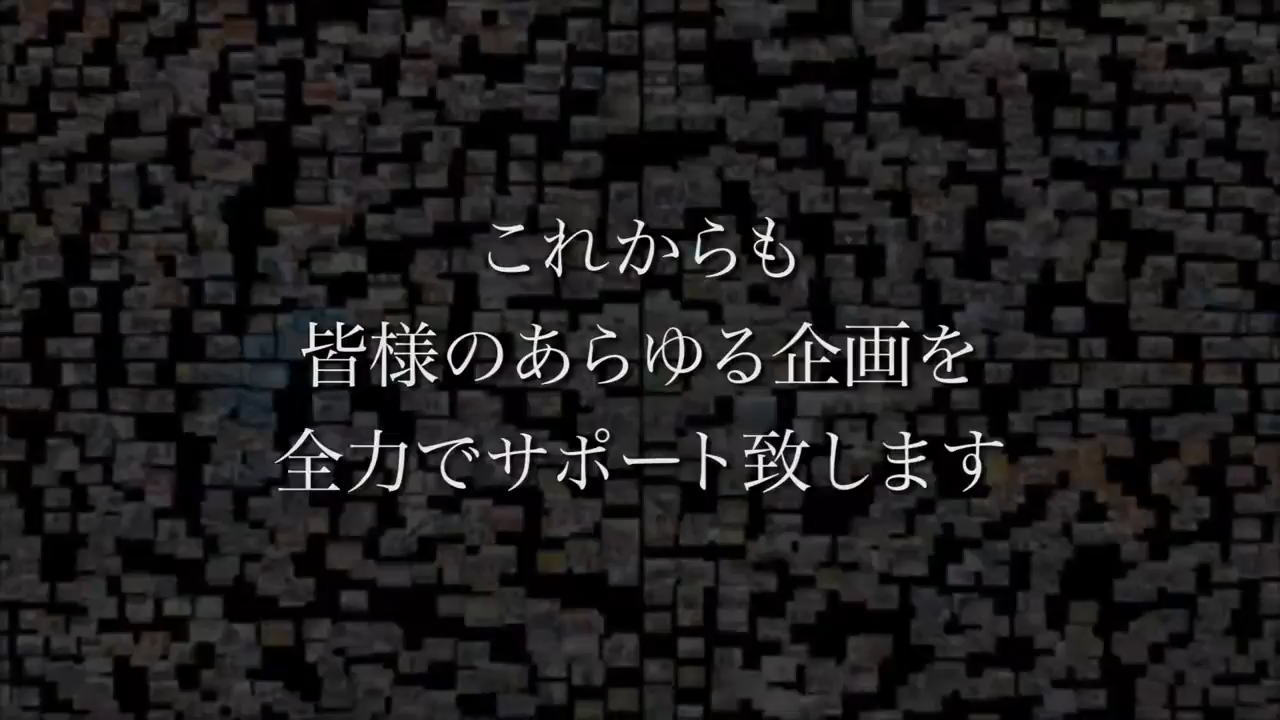 これからも
皆様のあらゆる企画を
全力でサポート致します